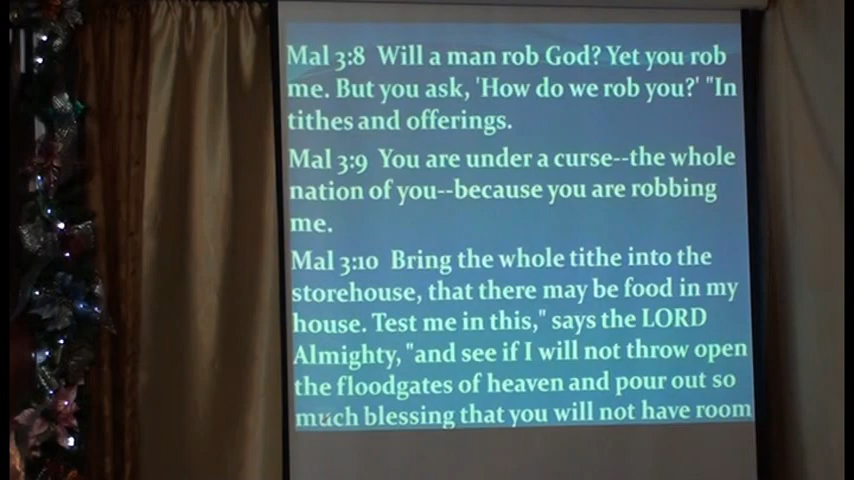 Mal 3:8 Will a man rob God? Yet you rob
me. But you ask, 'How do we rob you?' "In
tithes and offerings.
Mal 3:9 You are under a curse--the whole
nation of you--because you are robbing
me.
Mal 3:10 Bring the whole tithe into the
storehouse, that there may be food in my
house. Test me in this," says the LORD
Almighty, "and see if I will not throw open
the floodgates of heaven and pour out so
much blessing that you will not have room